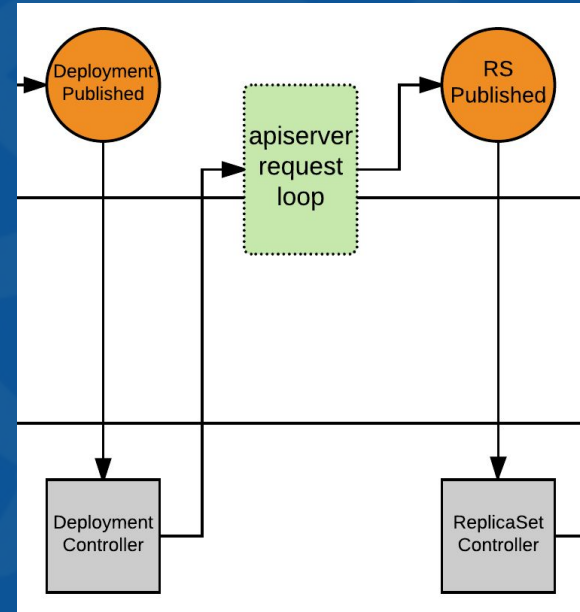 Deployment
Published
apiserver
request
loop
RS
Published
Deployment
Controller
ReplicaSet
Controller